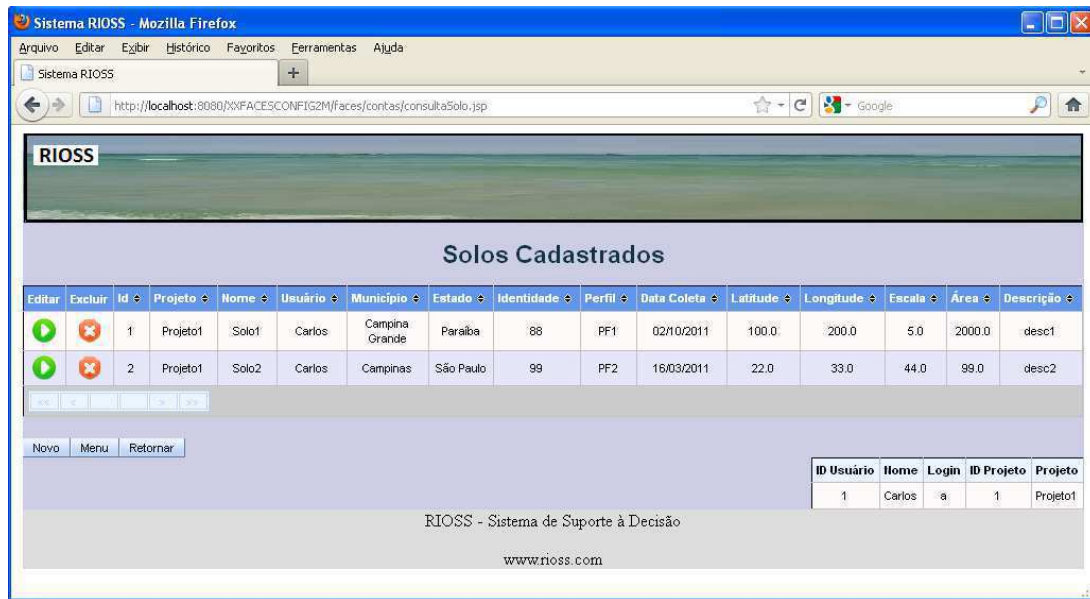 Sistema RIOSS - Mozilla Firefox
Arquivo Editar Exibir Histórico Favoritos Ferramentas Ajuda
Sistema RIOSS +
http://localhost:8080/XXFACESCONFIG2M/faces/contas/consultaSolo.jsp Google
RIOSS
Solos Cadastrados
Editar Excluir Id Projeto Nome Usuário Município Estado Identidade Perfil Data Coleta Latitude Longitude Escala Área Descrição
1 Projeto1 Solo1 Carlos Campina Grande Paraíba 88 PF1 02/10/2011 100.0 200.0 5.0 2000.0 desc1
2 Projeto1 Solo2 Carlos Campinas São Paulo 99 PF2 16/03/2011 22.0 33.0 44.0 99.0 desc2
<< < > >>
Novo Menu Retornar
ID Usuário Nome Login ID Projeto Projeto
1 Carlos a 1 Projeto1
RIOSS - Sistema de Suporte à Decisão
www.rioss.com